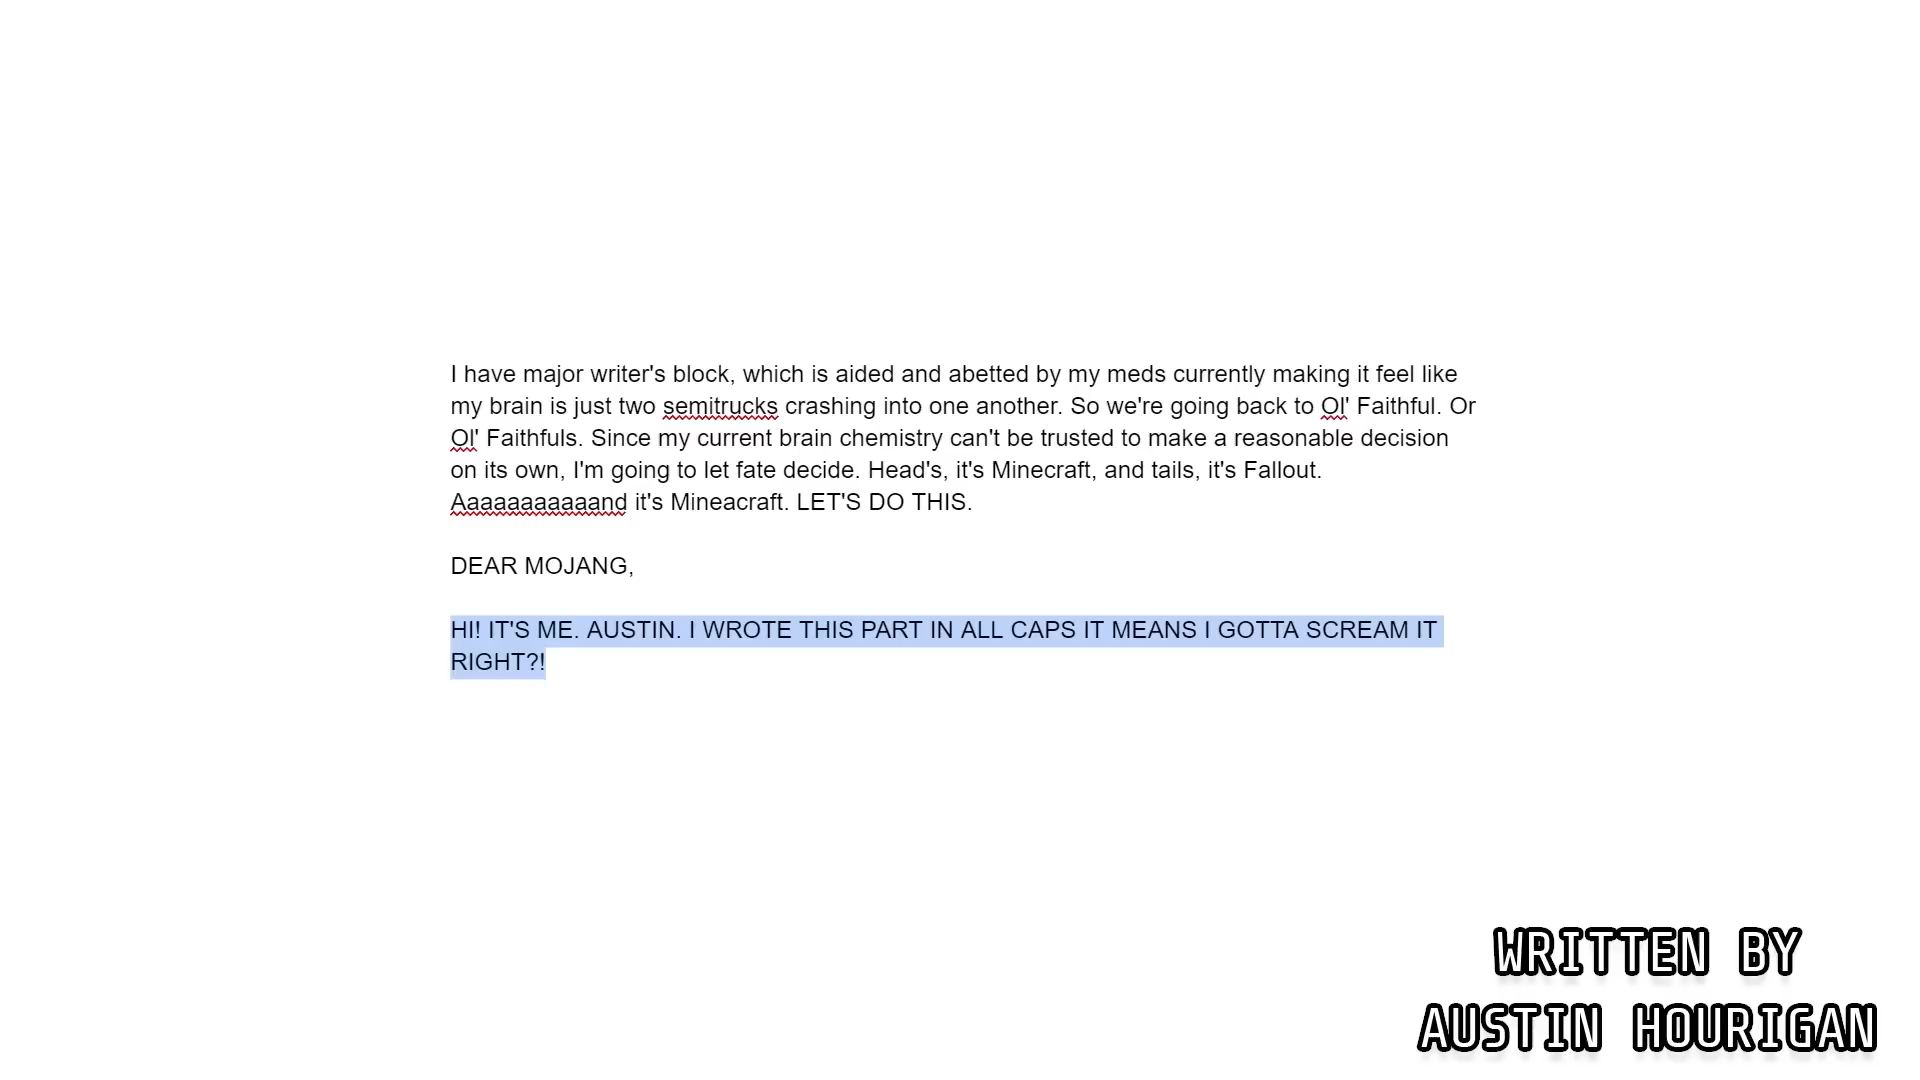 I have major writer's block, which is aided and abetted by my meds currently making it feel like
my brain is just two semitrucks crashing into one another. So we're going back to Ol' Faithful. Or
Ol' Faithfuls. Since my current brain chemistry can't be trusted to make a reasonable decision
on its own, I'm going to let fate decide. Head's, it's Minecraft, and tails, it's Fallout.
Aaaaaaaaaaand it's Mineacraft. LET'S DO THIS.
DEAR MOJANG,
HI! IT'S ME. AUSTIN. I WROTE THIS PART IN ALL CAPS IT MEANS I GOTTA SCREAM IT
RIGHT?!
WRITTEN BY
AUSTIN HOURIGAN